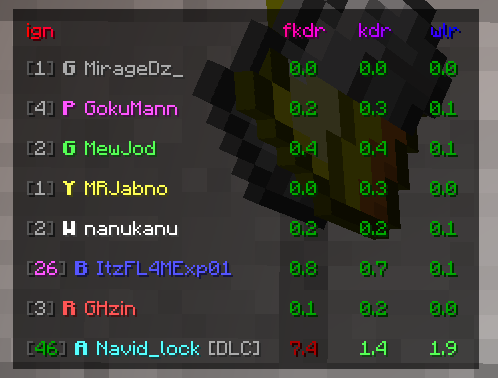 ign fkdr kdr wlr
[1] G MirageDz_ 0.0 0.0 0.0
[4] P GokuMann 0.2 0.3 0.1
[2] G MewJod 0.4 0.4 0.1
[1] Y MRJabno 0.0 0.3 0.0
[2] W nanukanu 0.2 0.2 0.1
[26] B ItzFL4MExp01 0.8 0.7 0.1
[3] R GHzin 0.1 0.2 0.0
[46] A Navid_lock [DLC] 7.4 1.4 1.9